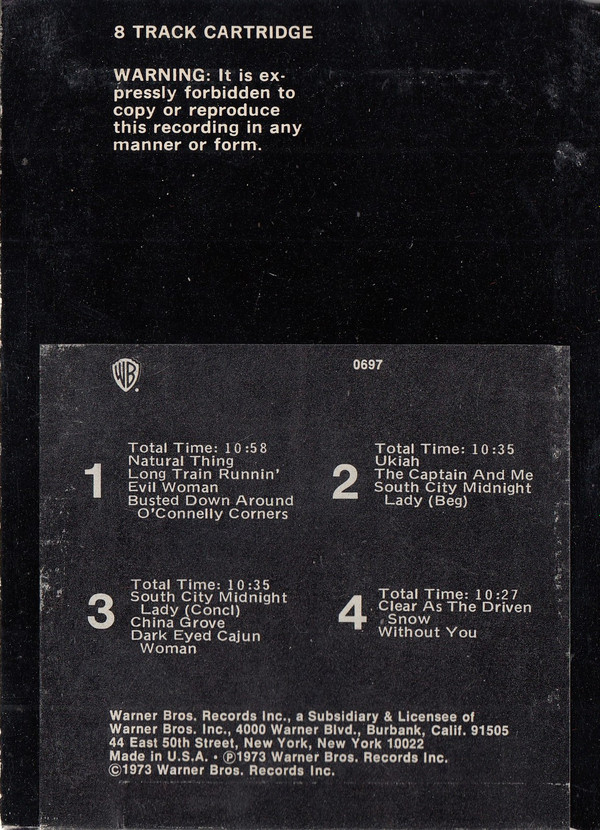 8 TRACK CARTRIDGE
WARNING: It is ex-
pressly forbidden to
copy or reproduce
this recording in any
manner or form.
WB
0697
1
Total Time: 10:58
Natural Thing
Long Train Runnin'
Evil Woman
Busted Down Around
O'Connelly Corners
2
Total Time: 10:35
Ukiah
The Captain And Me
South City Midnight
Lady (Beg)
3
Total Time: 10:35
South City Midnight
Lady (Concl)
China Grove
Dark Eyed Cajun
Woman
4
Total Time: 10:27
Clear As The Driven
Snow
Without You
Warner Bros. Records Inc., a Subsidiary & Licensee of
Warner Bros. Inc., 4000 Warner Blvd., Burbank, Calif. 91505
44 East 50th Street, New York, New York 10022
Made in U.S.A. • ℗1973 Warner Bros. Records Inc.
©1973 Warner Bros. Records Inc.